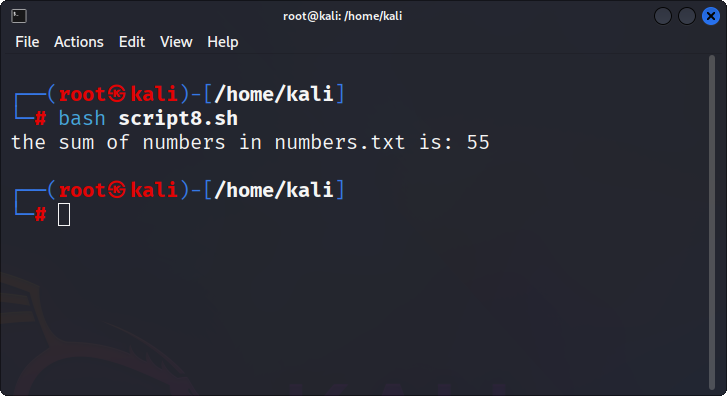 root@kali: /home/kali
File Actions Edit View Help
┌──(root㉿kali)-[/home/kali]
└─# bash script8.sh
the sum of numbers in numbers.txt is: 55
┌──(root㉿kali)-[/home/kali]
└─#